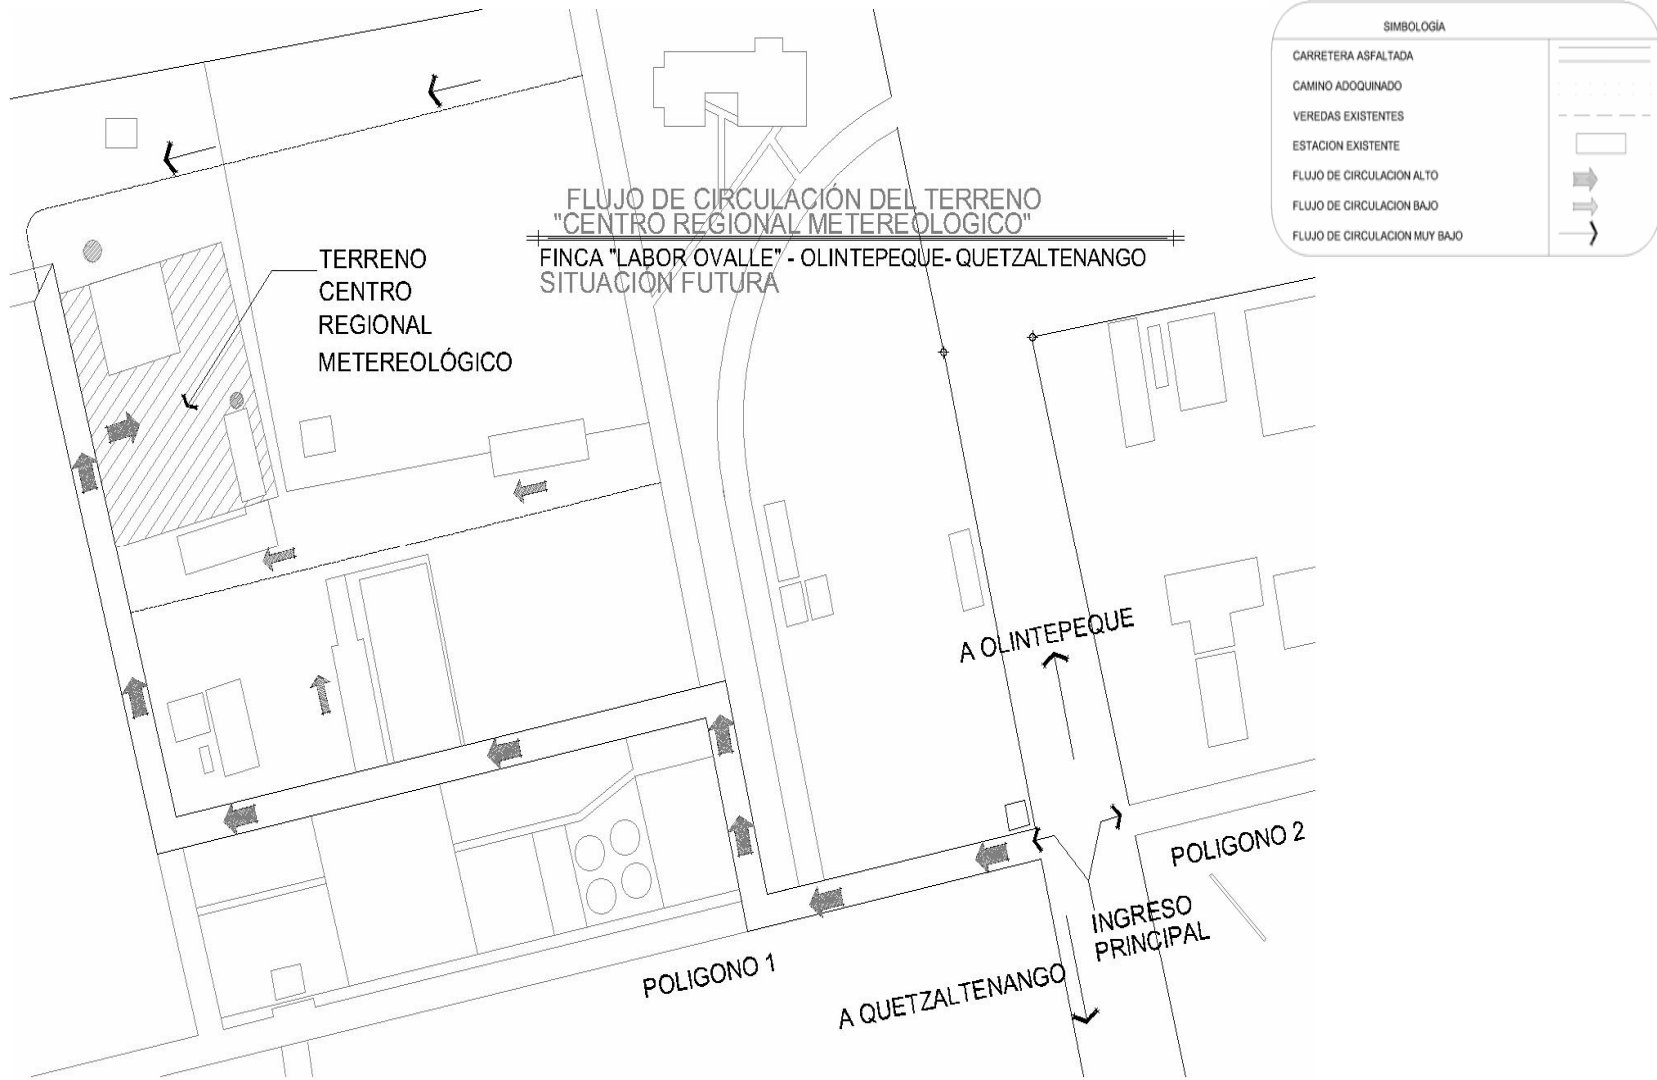 SIMBOLOGÍA
CARRETERA ASFALTADA
CAMINO ADOQUINADO
VEREDAS EXISTENTES
ESTACION EXISTENTE
FLUJO DE CIRCULACION ALTO
FLUJO DE CIRCULACION BAJO
FLUJO DE CIRCULACION MUY BAJO
FLUJO DE CIRCULACIÓN DEL TERRENO
"CENTRO REGIONAL METEREOLOGICO"
FINCA "LABOR OVALLE" - OLINTEPEQUE- QUETZALTENANGO
SITUACIÓN FUTURA
TERRENO
CENTRO
REGIONAL
METEREOLÓGICO
A OLINTEPEQUE
POLIGONO 2
INGRESO
PRINCIPAL
POLIGONO 1
A QUETZALTENANGO